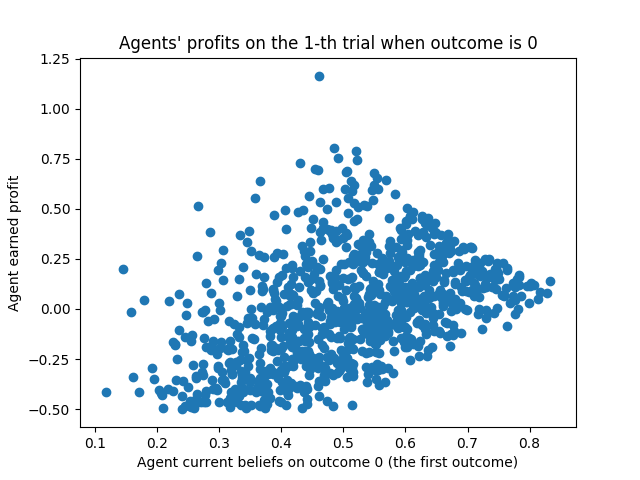 Agents' profits on the 1-th trial when outcome is 0
1.25
1.00
0.75
0.50
0.25
0.00
−0.25
−0.50
Agent earned profit
0.1 0.2 0.3 0.4 0.5 0.6 0.7 0.8
Agent current beliefs on outcome 0 (the first outcome)